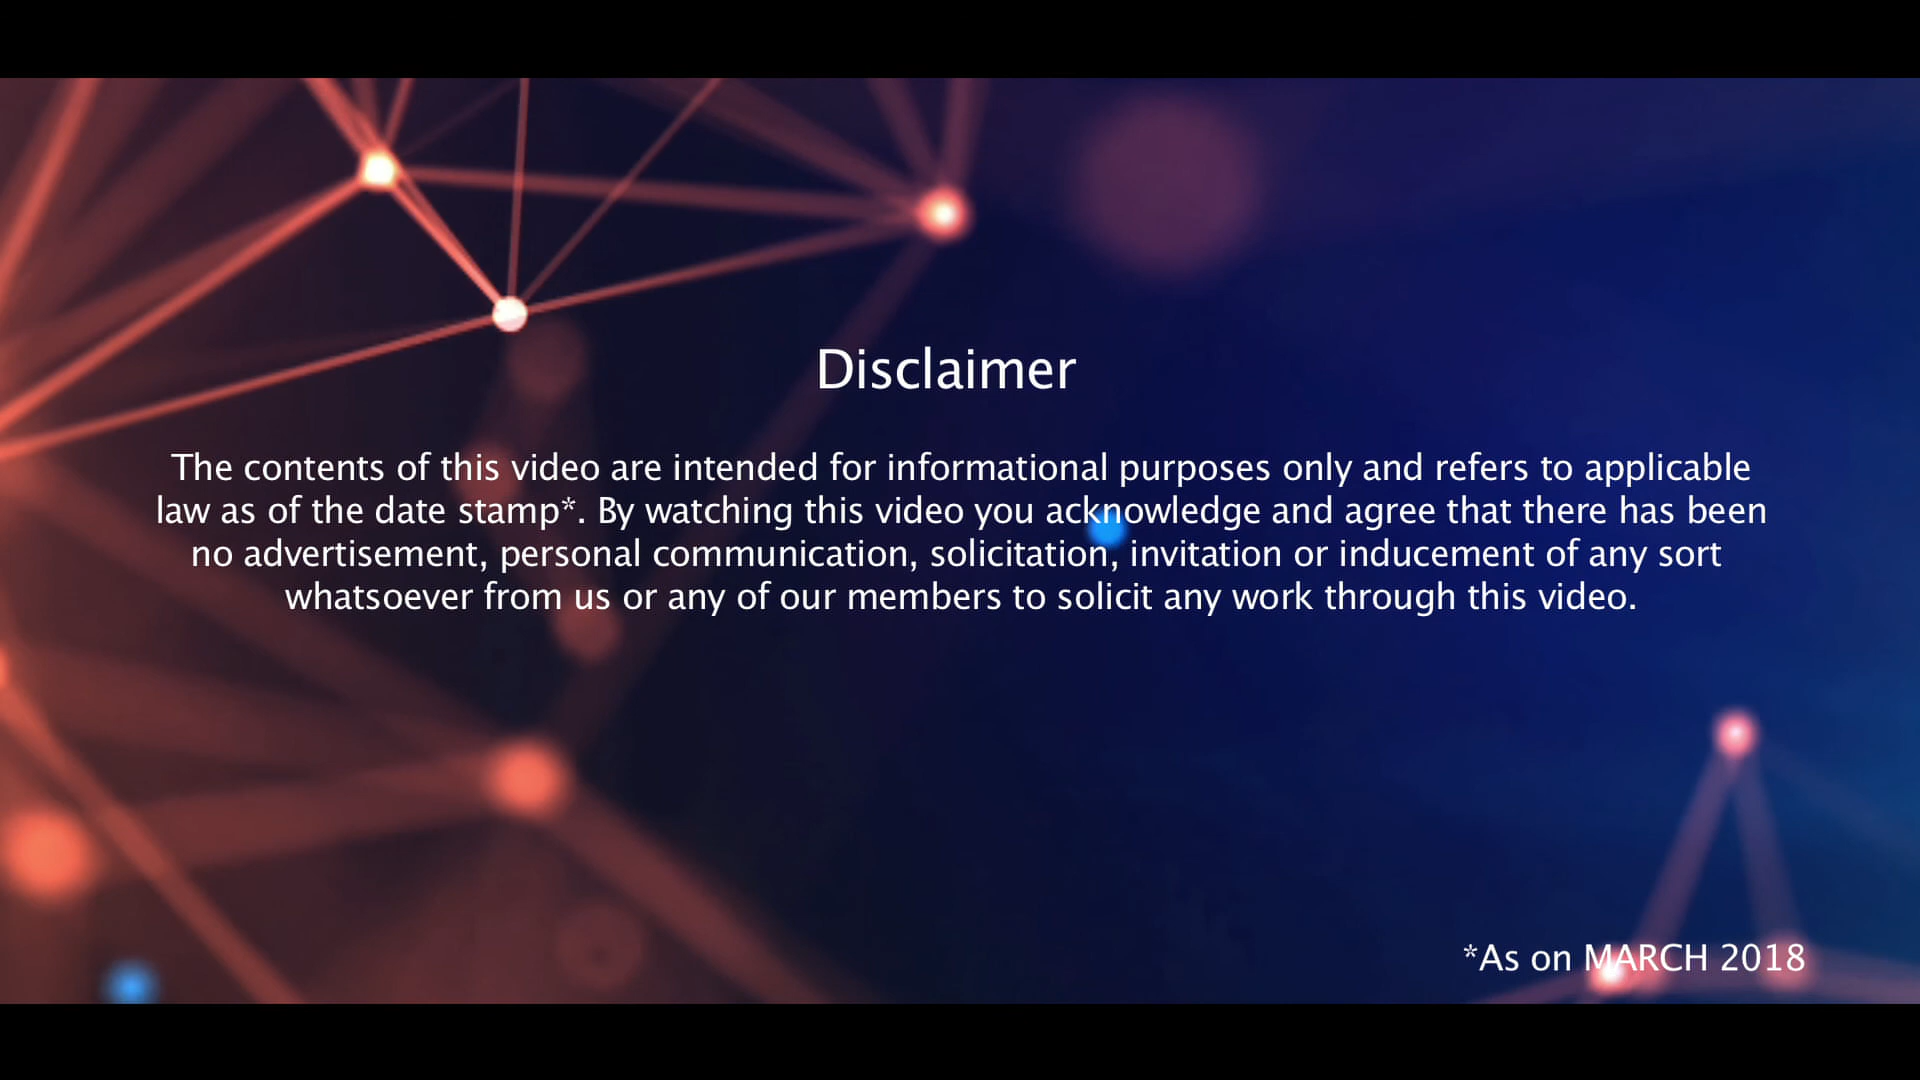 Disclaimer
The contents of this video are intended for informational purposes only and refers to applicable
law as of the date stamp*. By watching this video you acknowledge and agree that there has been
no advertisement, personal communication, solicitation, invitation or inducement of any sort
whatsoever from us or any of our members to solicit any work through this video.
*As on MARCH 2018